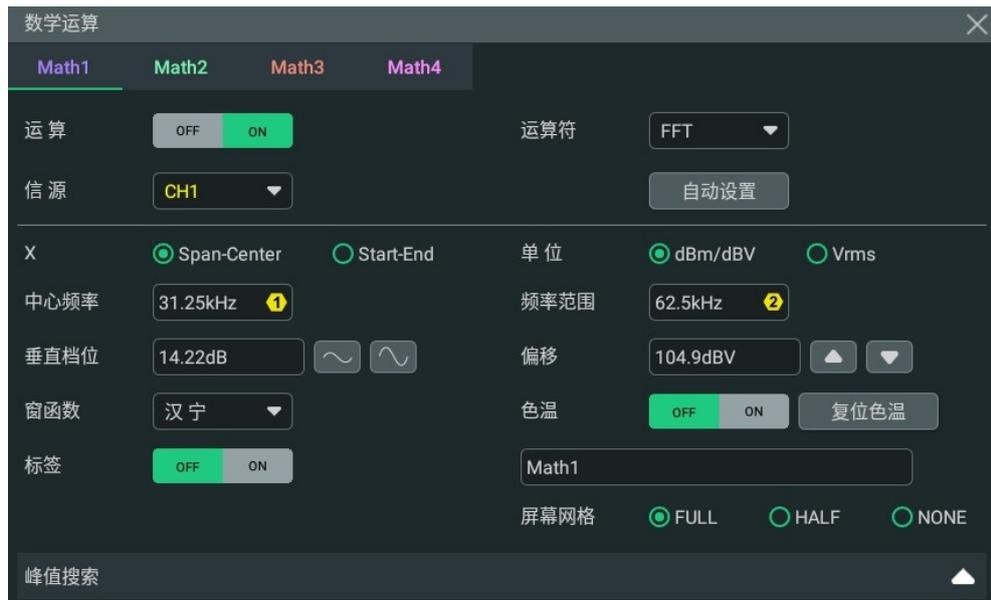 数学运算
Math1 Math2 Math3 Math4
运算 OFF ON 运算符 FFT
信源 CH1 自动设置
X Span-Center Start-End 单位 dBm/dBV Vrms
中心频率 31.25kHz 1 频率范围 62.5kHz 2
垂直档位 14.22dB 偏移 104.9dBV
窗函数 汉宁 色温 OFF ON 复位色温
标签 OFF ON Math1
屏幕网格 FULL HALF NONE
峰值搜索